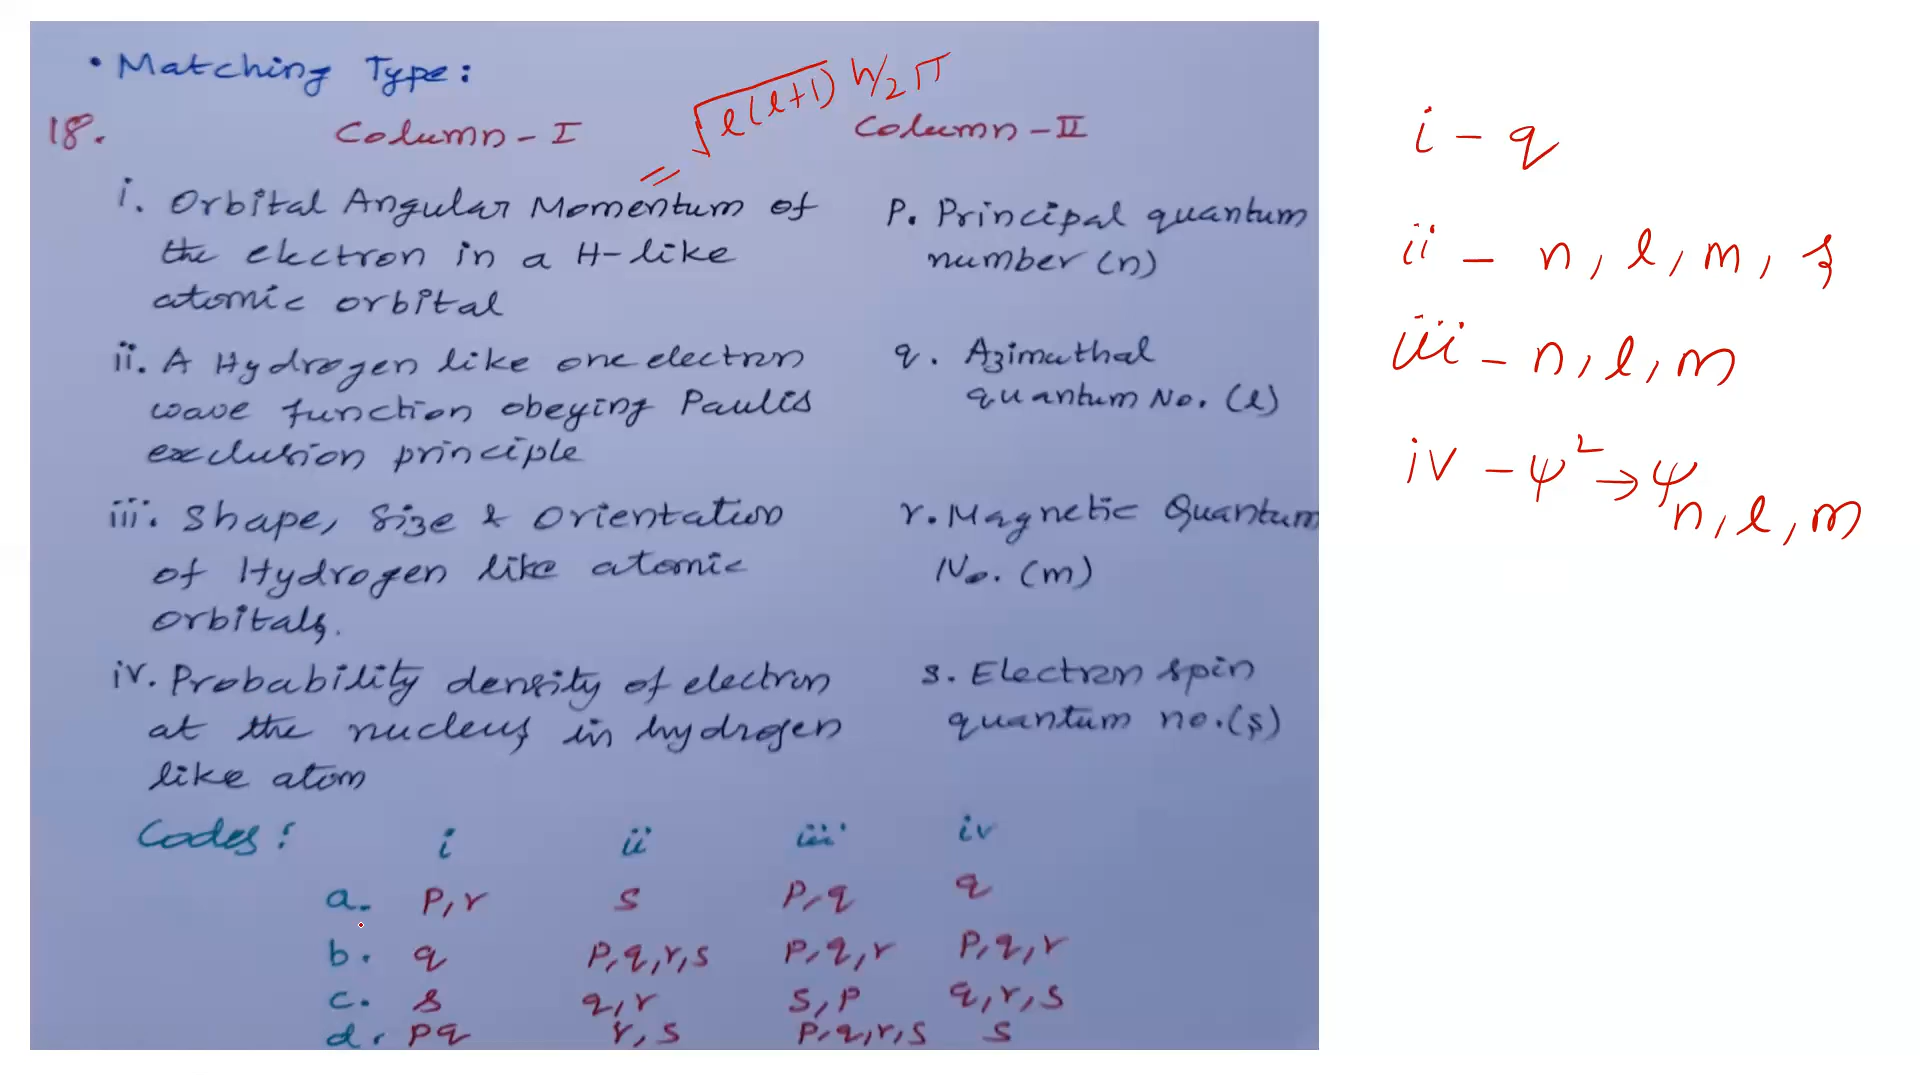 • Matching Type:
= √l(l+1) h/2π
18. Column - I Column - II
i. Orbital Angular Momentum of
the electron in a H-like
atomic orbital
P. Principal quantum
number (n)
ii. A Hydrogen like one electron
wave function obeying Paulis
exclusion principle
q. Azimuthal
quantum No. (l)
iii. Shape, Size & Orientation
of Hydrogen like atomic
orbitals.
r. Magnetic Quantum
No. (m)
iv. Probability density of electron
at the nucleus in hydrogen
like atom
s. Electron spin
quantum no. (s)
Codes: i ii iii iv
a. P,r s P,q q
b. q P,q,r,s P,q,r P,q,r
c. s q,r s,P q,r,s
d. pq r,s P,q,r,s s
i - q
ii - n, l, m, s
iii - n, l, m
iv - ψ² → ψ n, l, m